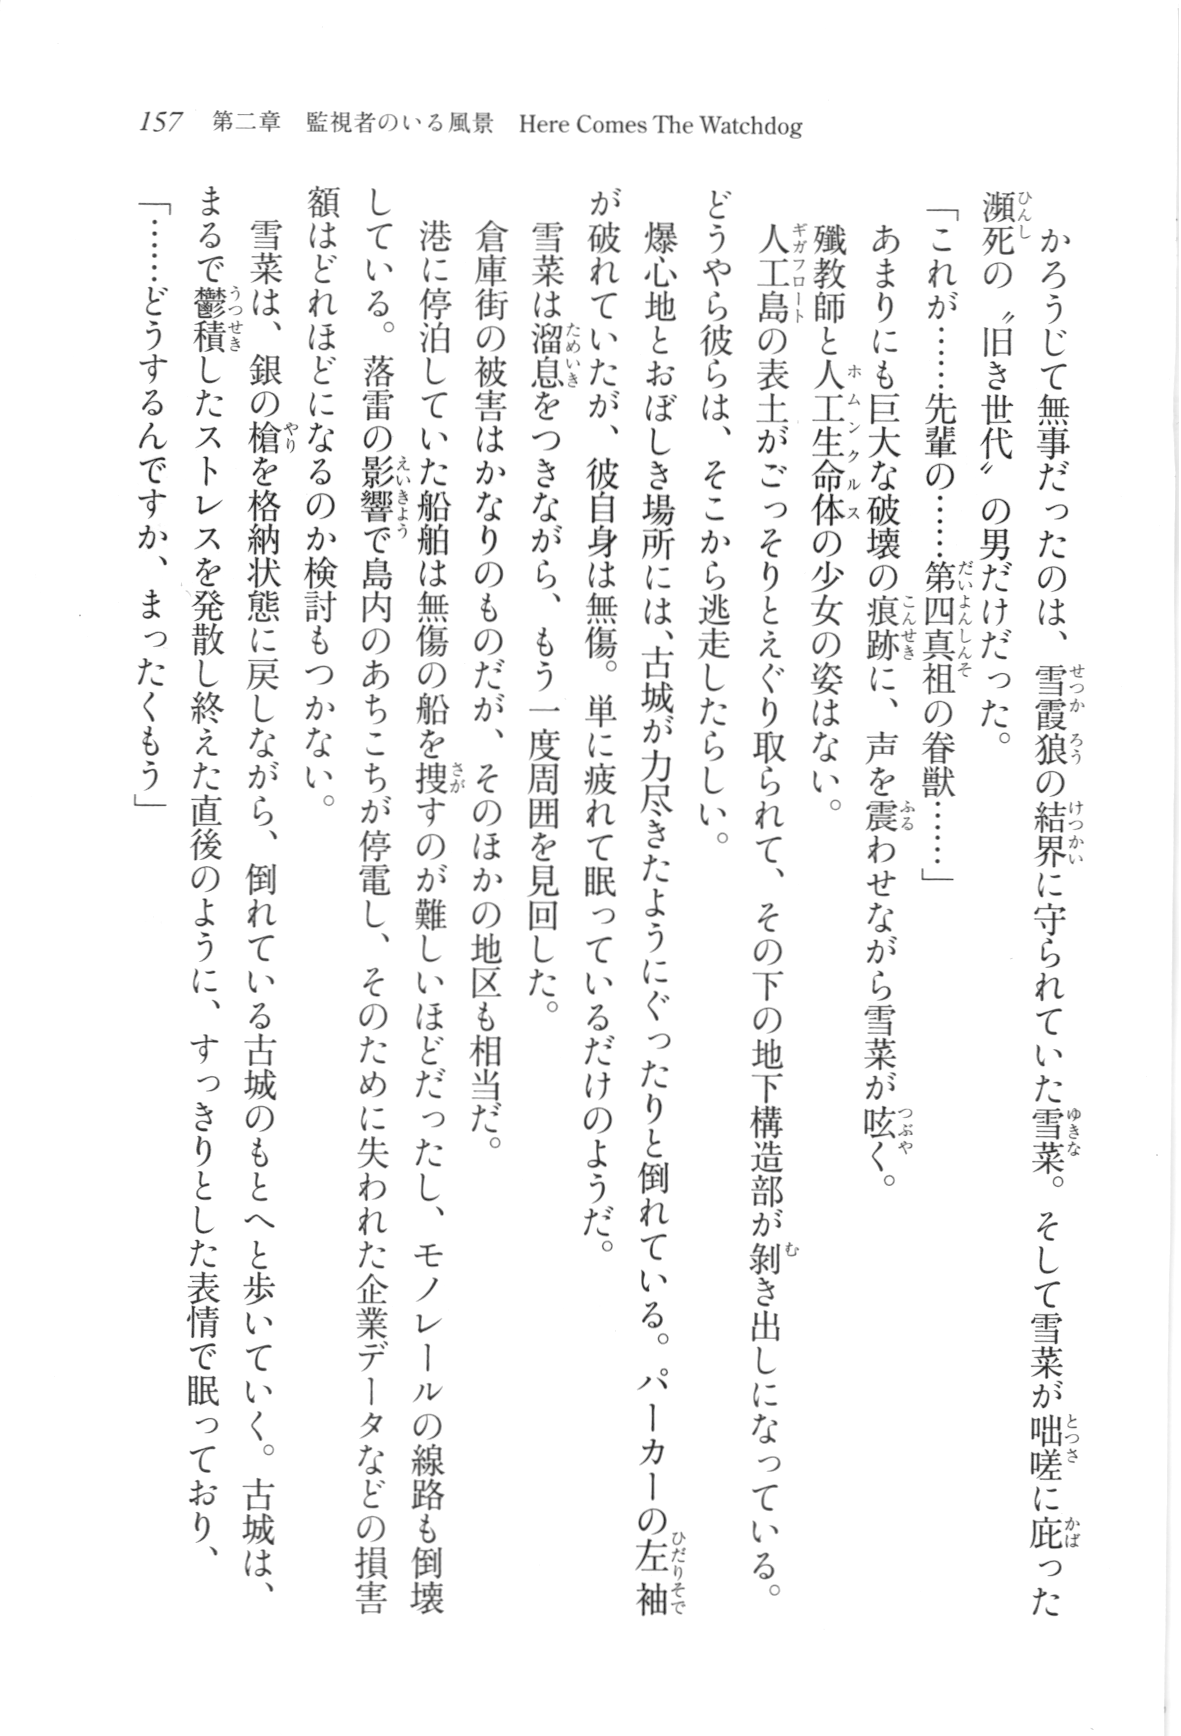 157　第二章　監視者のいる風景　Here Comes The Watchdog
　かろうじて無事だったのは、雪霞狼の結界に守られていた雪菜。そして雪菜が咄嗟に庇った
瀕死の〝旧き世代〟の男だけだった。
「これが……先輩の……第四真祖の眷獣……」
　あまりにも巨大な破壊の痕跡に、声を震わせながら雪菜が呟く。
　殲教師と人工生命体の少女の姿はない。
　人工島の表土がごっそりとえぐり取られて、その下の地下構造部が剝き出しになっている。
どうやら彼らは、そこから逃走したらしい。
　爆心地とおぼしき場所には、古城が力尽きたようにぐったりと倒れている。パーカーの左袖
が破れていたが、彼自身は無傷。単に疲れて眠っているだけのようだ。
　雪菜は溜息をつきながら、もう一度周囲を見回した。
　倉庫街の被害はかなりのものだが、そのほかの地区も相当だ。
　港に停泊していた船舶は無傷の船を捜すのが難しいほどだったし、モノレールの線路も倒壊
している。落雷の影響で島内のあちこちが停電し、そのために失われた企業データなどの損害
額はどれほどになるのか検討もつかない。
　雪菜は、銀の槍を格納状態に戻しながら、倒れている古城のもとへと歩いていく。古城は、
まるで鬱積したストレスを発散し終えた直後のように、すっきりとした表情で眠っており、
「……どうするんですか、まったくもう」